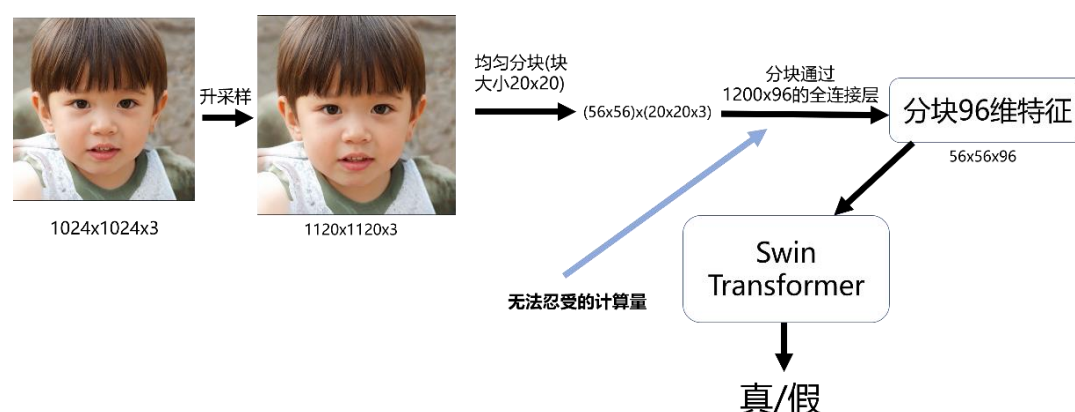 1024x1024x3
升采样
1120x1120x3
均匀分块(块
大小20x20)
(56x56)x(20x20x3)
分块通过
1200x96的全连接层
分块96维特征
56x56x96
无法忍受的计算量
Swin
Transformer
真/假